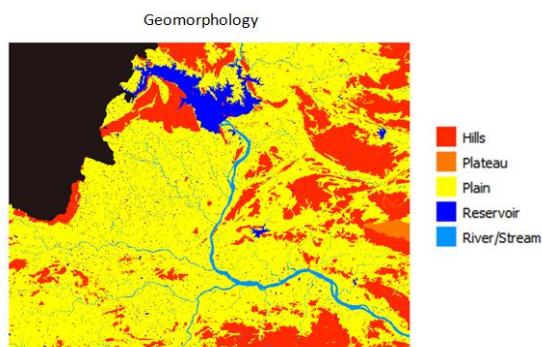 Geomorphology
Hills
Plateau
Plain
Reservoir
River/Stream